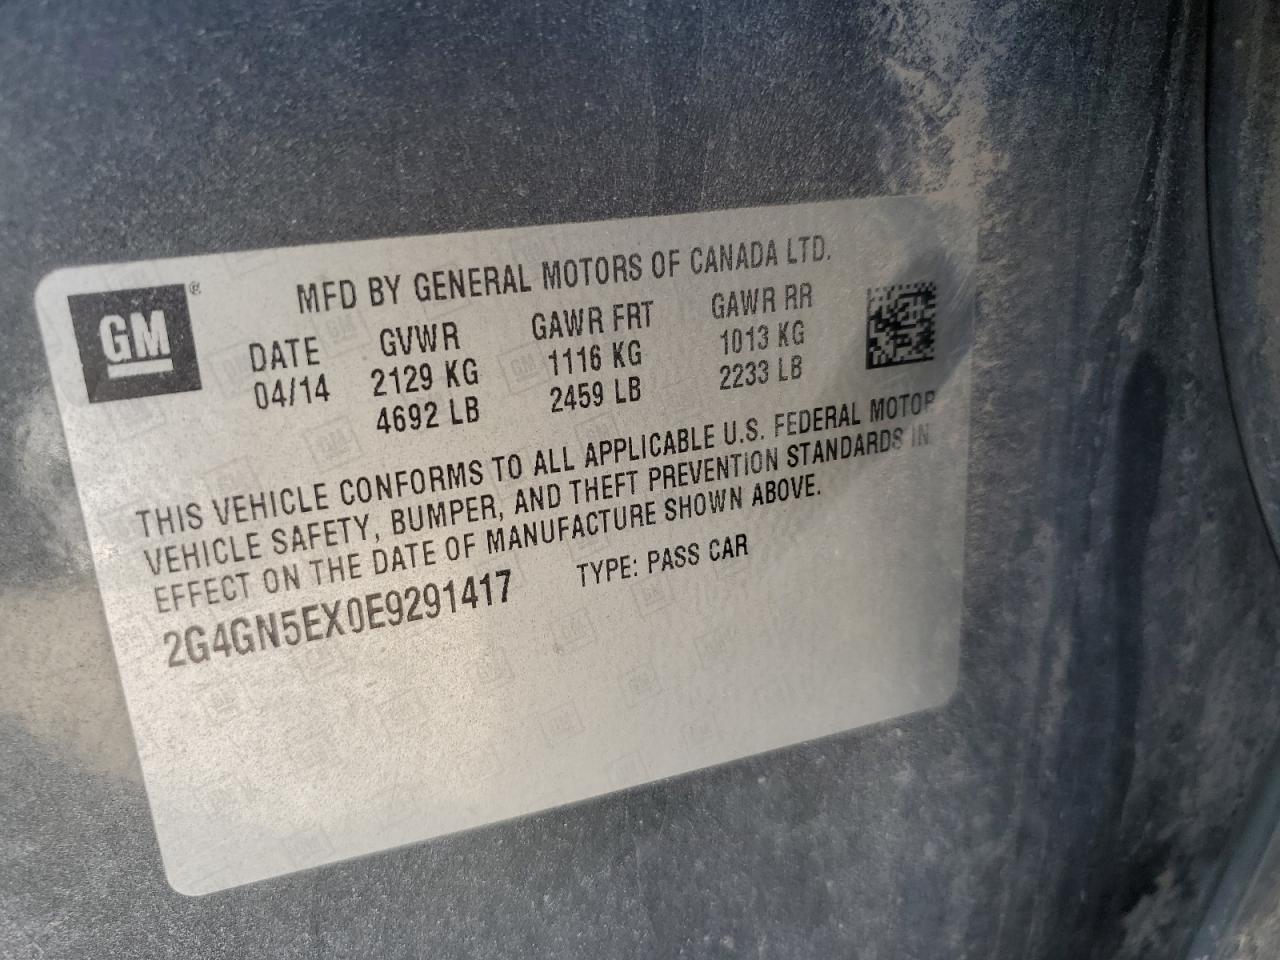 GM®
MFD BY GENERAL MOTORS OF CANADA LTD.
DATE GVWR GAWR FRT GAWR RR
04/14 2129 KG 1116 KG 1013 KG
4692 LB 2459 LB 2233 LB
THIS VEHICLE CONFORMS TO ALL APPLICABLE U.S. FEDERAL MOTOR
VEHICLE SAFETY, BUMPER, AND THEFT PREVENTION STANDARDS IN
EFFECT ON THE DATE OF MANUFACTURE SHOWN ABOVE.
2G4GN5EX0E9291417 TYPE: PASS CAR